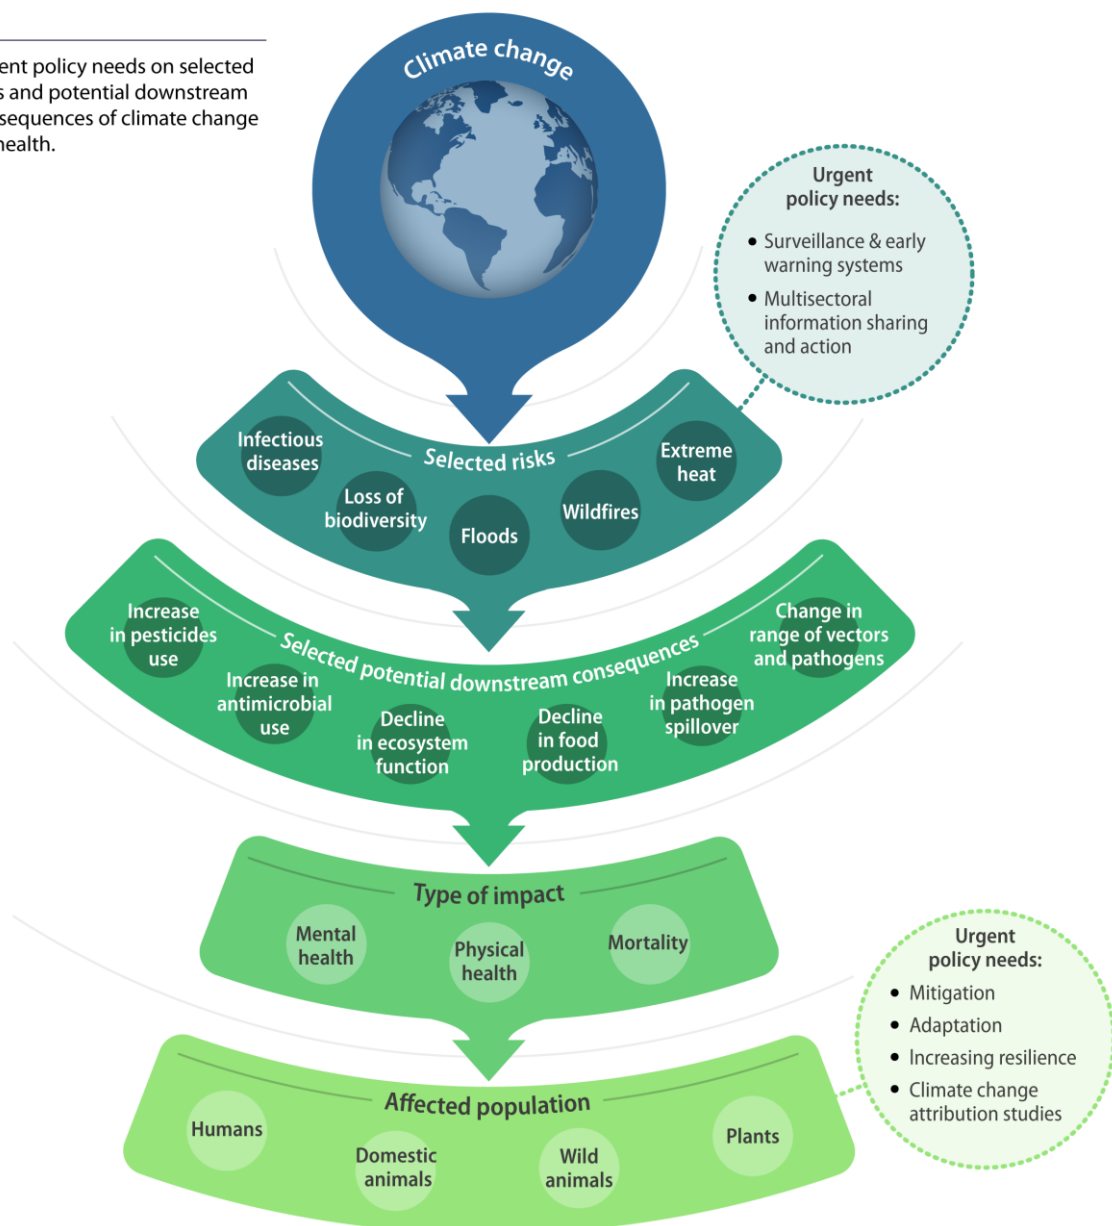 ent policy needs on selected
s and potential downstream
sequences of climate change
health.
Climate change
Urgent
policy needs:
• Surveillance & early
warning systems
• Multisectoral
information sharing
and action
Selected risks
Infectious
diseases
Loss of
biodiversity
Floods
Wildfires
Extreme
heat
Selected potential downstream consequences
Increase
in pesticides
use
Increase in
antimicrobial
use
Decline
in ecosystem
function
Decline
in food
production
Increase
in pathogen
spillover
Change in
range of vectors
and pathogens
Type of impact
Mental
health
Physical
health
Mortality
Urgent
policy needs:
• Mitigation
• Adaptation
• Increasing resilience
• Climate change
attribution studies
Affected population
Humans
Domestic
animals
Wild
animals
Plants